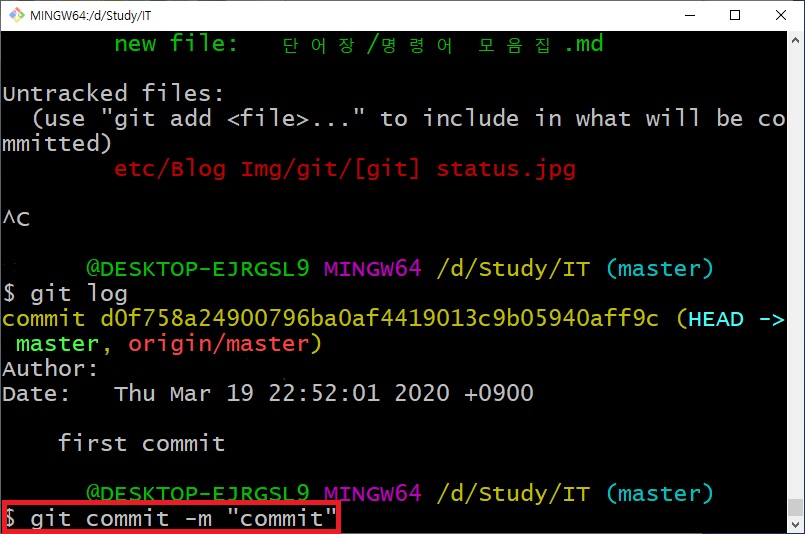 MINGW64:/d/Study/IT
new file: 단어장/명령어 모음집.md
Untracked files:
(use "git add <file>..." to include in what will be co
mmitted)
etc/Blog Img/git/[git] status.jpg
^C
@DESKTOP-EJRGSL9 MINGW64 /d/Study/IT (master)
$ git log
commit d0f758a24900796ba0af4419013c9b05940aff9c (HEAD ->
master, origin/master)
Author:
Date: Thu Mar 19 22:52:01 2020 +0900
first commit
@DESKTOP-EJRGSL9 MINGW64 /d/Study/IT (master)
$ git commit -m "commit"